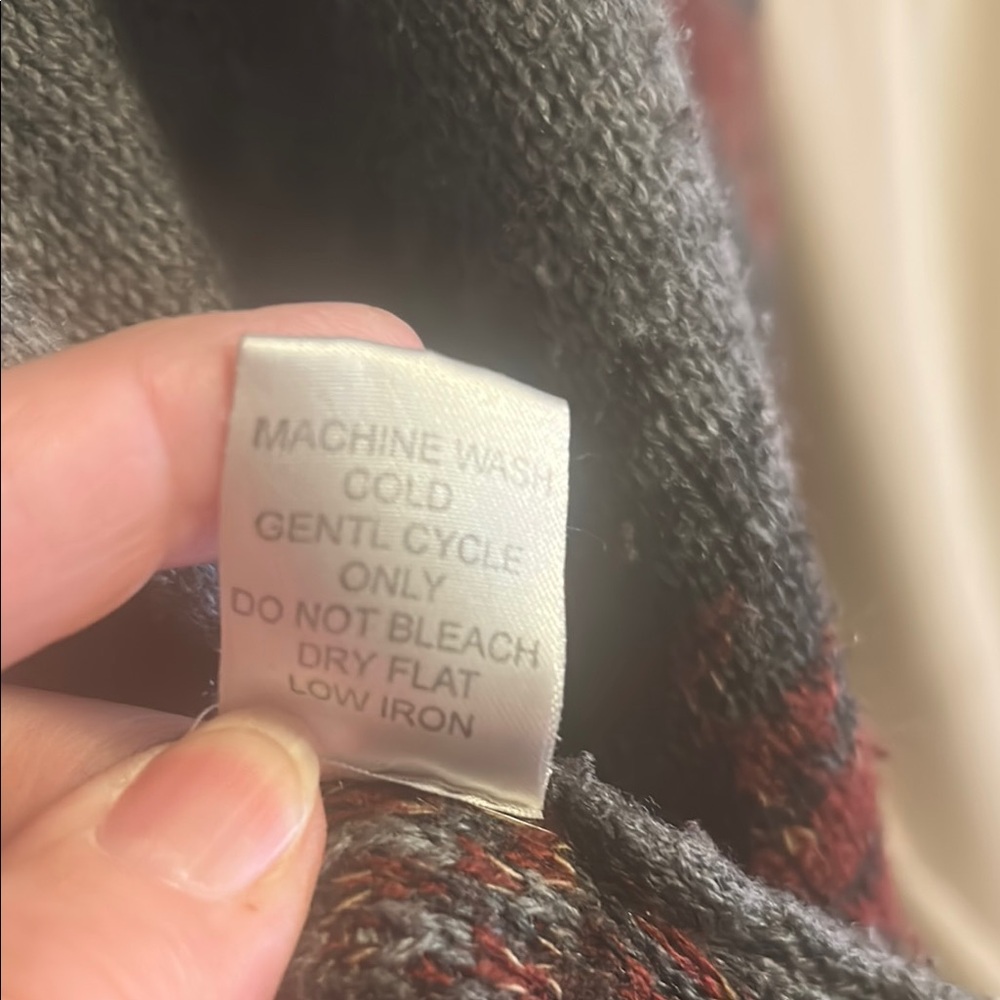 MACHINE WASH
COLD
GENTL CYCLE
ONLY
DO NOT BLEACH
DRY FLAT
LOW IRON